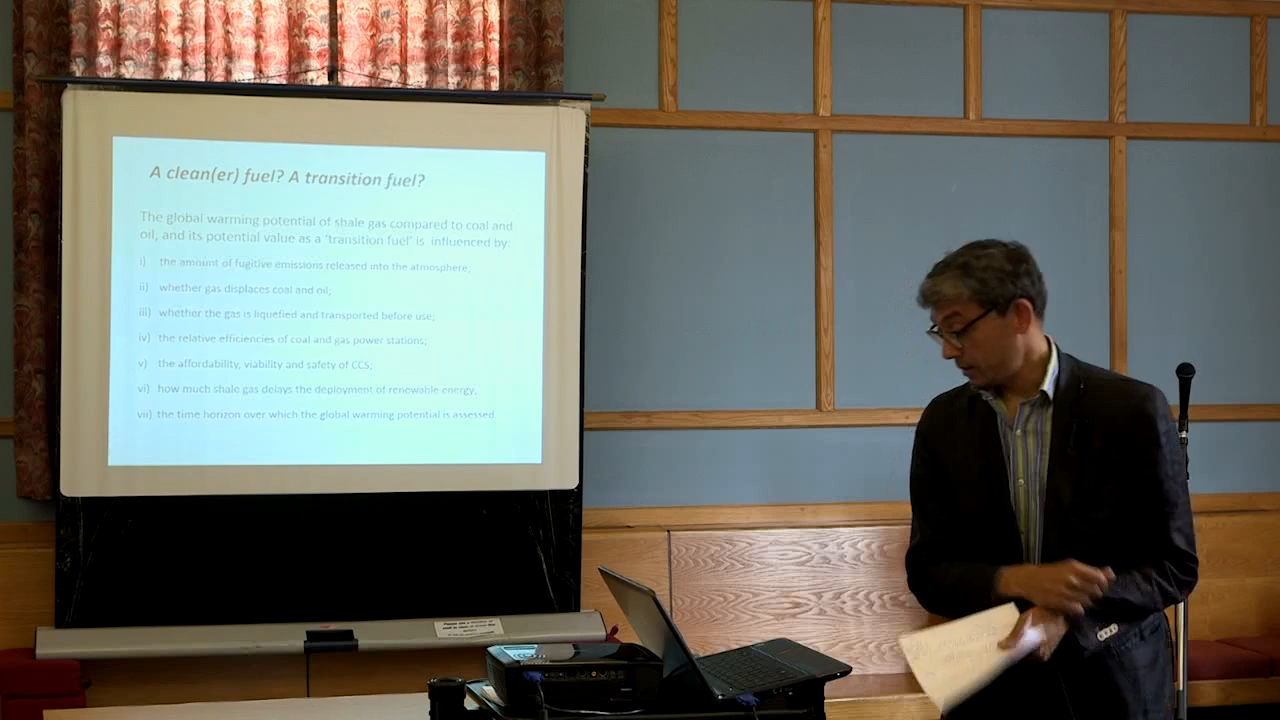 A clean(er) fuel? A transition fuel?
The global warming potential of shale gas compared to coal and
oil, and its potential value as a 'transition fuel' is influenced by:
i) the amount of fugitive emissions released into the atmosphere;
ii) whether gas displaces coal and oil;
iii) whether the gas is liquefied and transported before use;
iv) the relative efficiencies of coal and gas power stations;
v) the affordability, viability and safety of CCS;
vi) how much shale gas delays the deployment of renewable energy.
vii) the time horizon over which the global warming potential is assessed